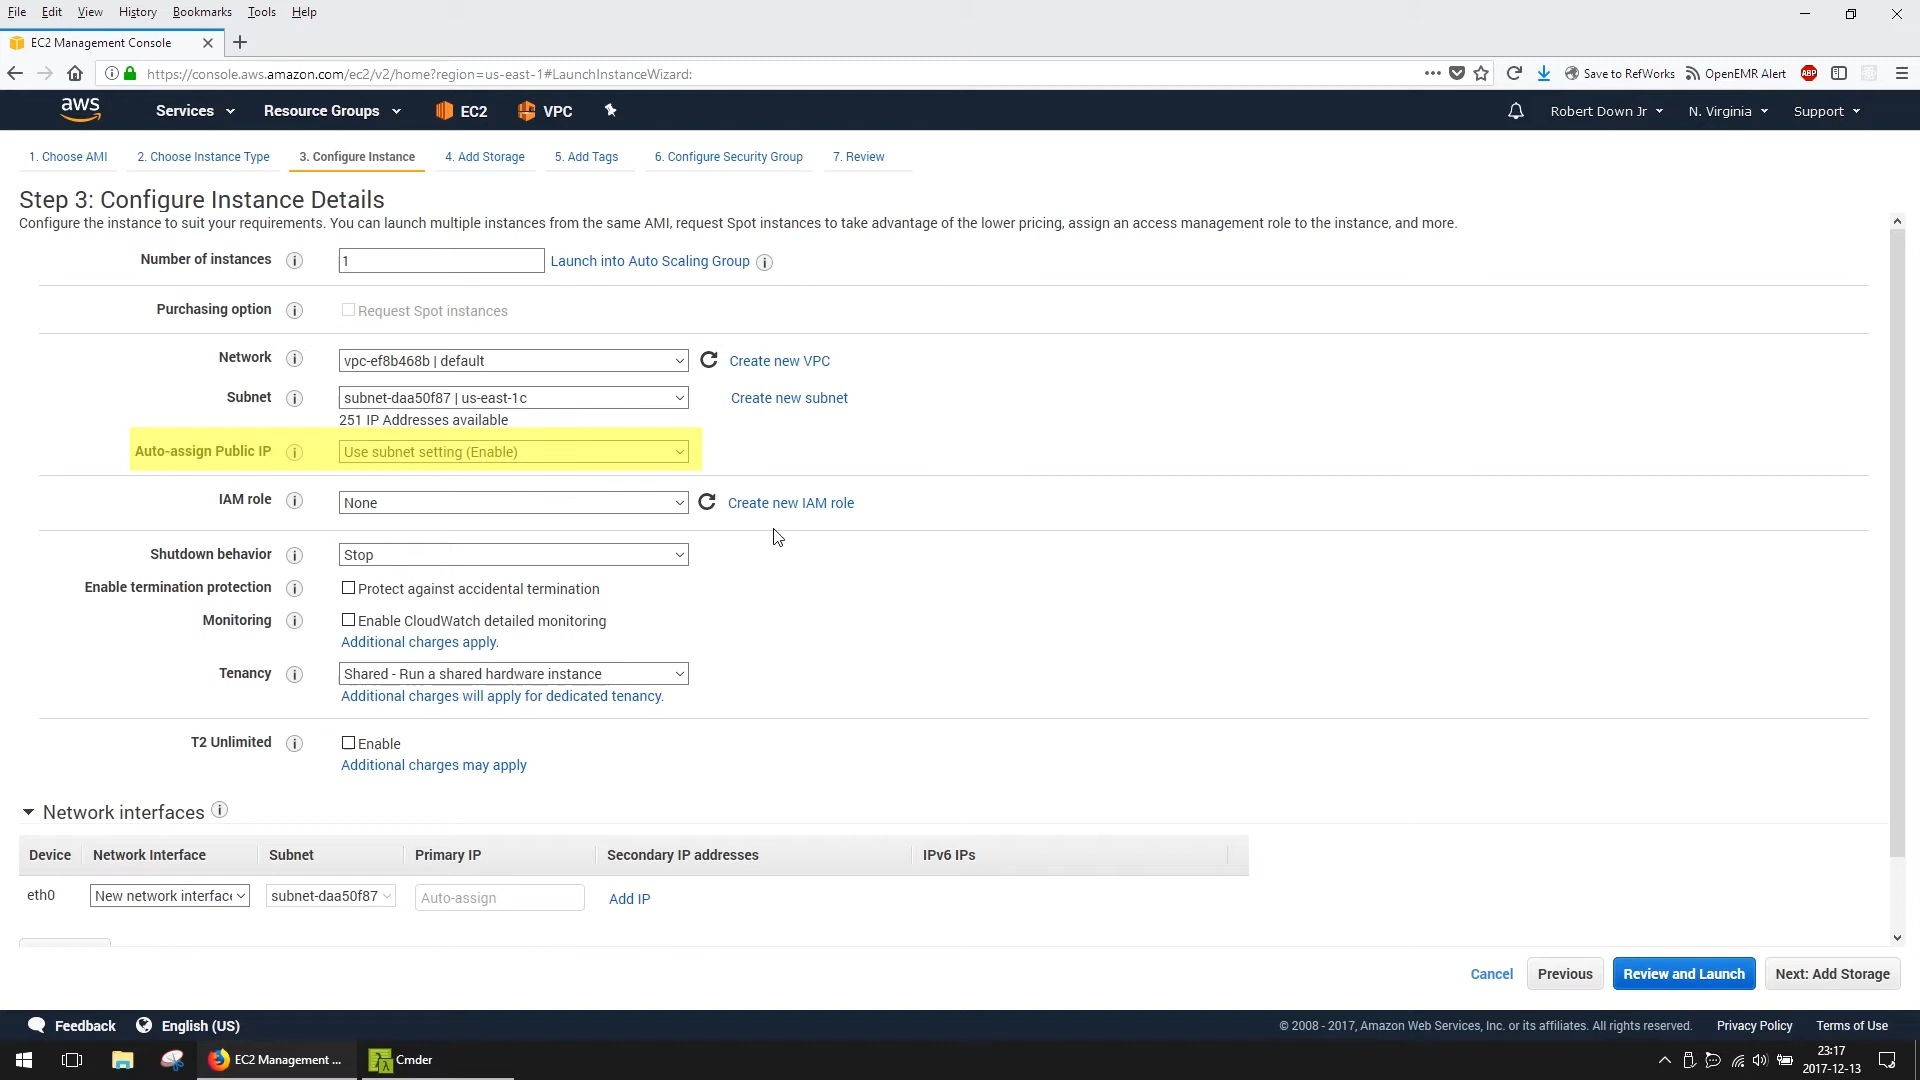 File Edit View History Bookmarks Tools Help
EC2 Management Console
https://console.aws.amazon.com/ec2/v2/home?region=us-east-1#LaunchInstanceWizard:
Save to RefWorks OpenEMR Alert ABP
aws Services Resource Groups EC2 VPC Robert Down Jr N. Virginia Support
1. Choose AMI 2. Choose Instance Type 3. Configure Instance 4. Add Storage 5. Add Tags 6. Configure Security Group 7. Review
Step 3: Configure Instance Details
Configure the instance to suit your requirements. You can launch multiple instances from the same AMI, request Spot instances to take advantage of the lower pricing, assign an access management role to the instance, and more.
Number of instances 1 Launch into Auto Scaling Group
Purchasing option Request Spot instances
Network vpc-ef8b468b | default Create new VPC
Subnet subnet-daa50f87 | us-east-1c Create new subnet
251 IP Addresses available
Auto-assign Public IP Use subnet setting (Enable)
IAM role None Create new IAM role
Shutdown behavior Stop
Enable termination protection Protect against accidental termination
Monitoring Enable CloudWatch detailed monitoring
Additional charges apply.
Tenancy Shared - Run a shared hardware instance
Additional charges will apply for dedicated tenancy.
T2 Unlimited Enable
Additional charges may apply
Network interfaces
Device Network Interface Subnet Primary IP Secondary IP addresses IPv6 IPs
eth0 New network interface subnet-daa50f87 Auto-assign Add IP
Cancel Previous Review and Launch Next: Add Storage
Feedback English (US) © 2008 - 2017, Amazon Web Services, Inc. or its affiliates. All rights reserved. Privacy Policy Terms of Use
EC2 Management ... Cmder 23:17
2017-12-13